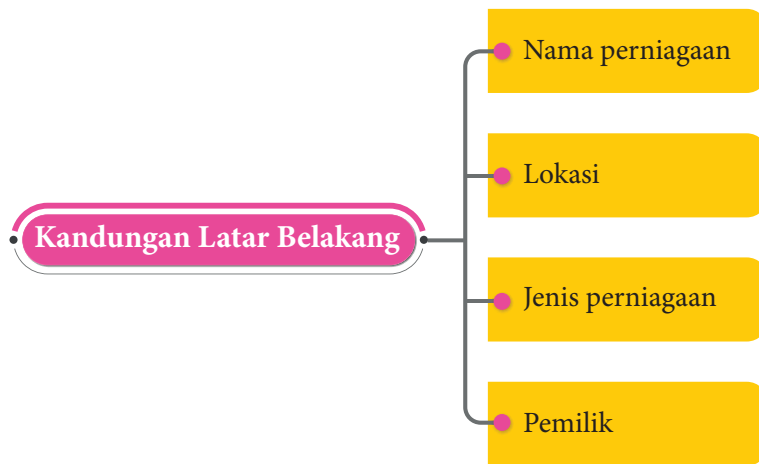 Nama perniagaan
Lokasi
Kandungan Latar Belakang
Jenis perniagaan
Pemilik